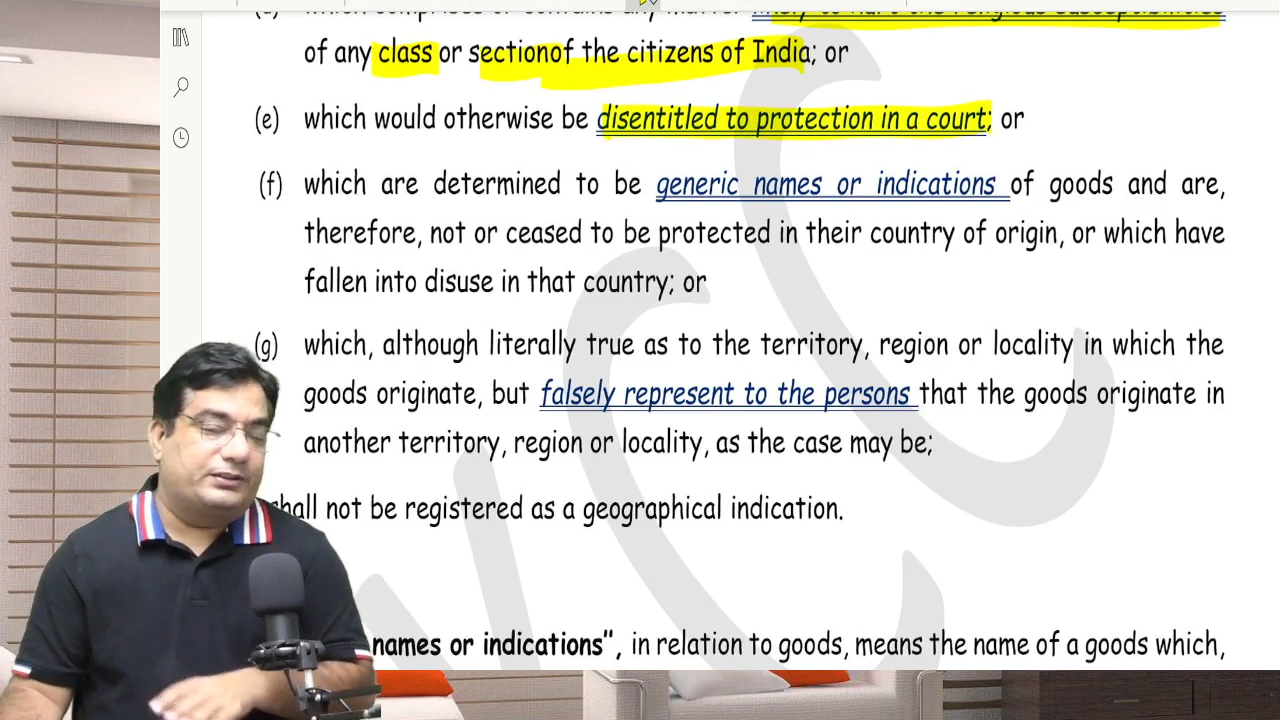 of any class or sectionof the citizens of India; or
(e) which would otherwise be disentitled to protection in a court; or
(f) which are determined to be generic names or indications of goods and are,
therefore, not or ceased to be protected in their country of origin, or which have
fallen into disuse in that country; or
(g) which, although literally true as to the territory, region or locality in which the
goods originate, but falsely represent to the persons that the goods originate in
another territory, region or locality, as the case may be;
shall not be registered as a geographical indication.
names or indications”, in relation to goods, means the name of a goods which,